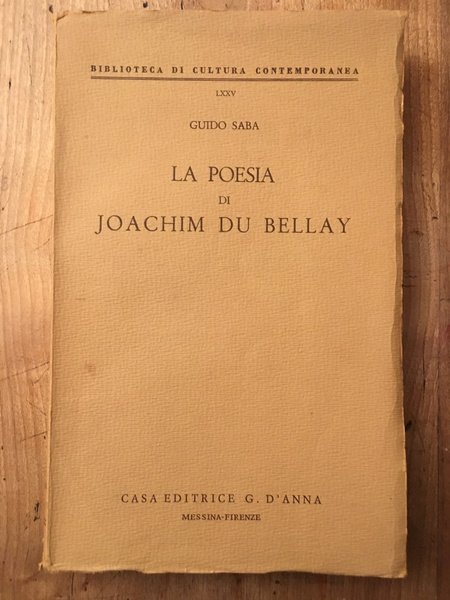 BIBLIOTECA DI CULTURA CONTEMPORANEA
LXXV
GUIDO SABA
LA POESIA
DI
JOACHIM DU BELLAY
CASA EDITRICE G. D'ANNA
MESSINA-FIRENZE